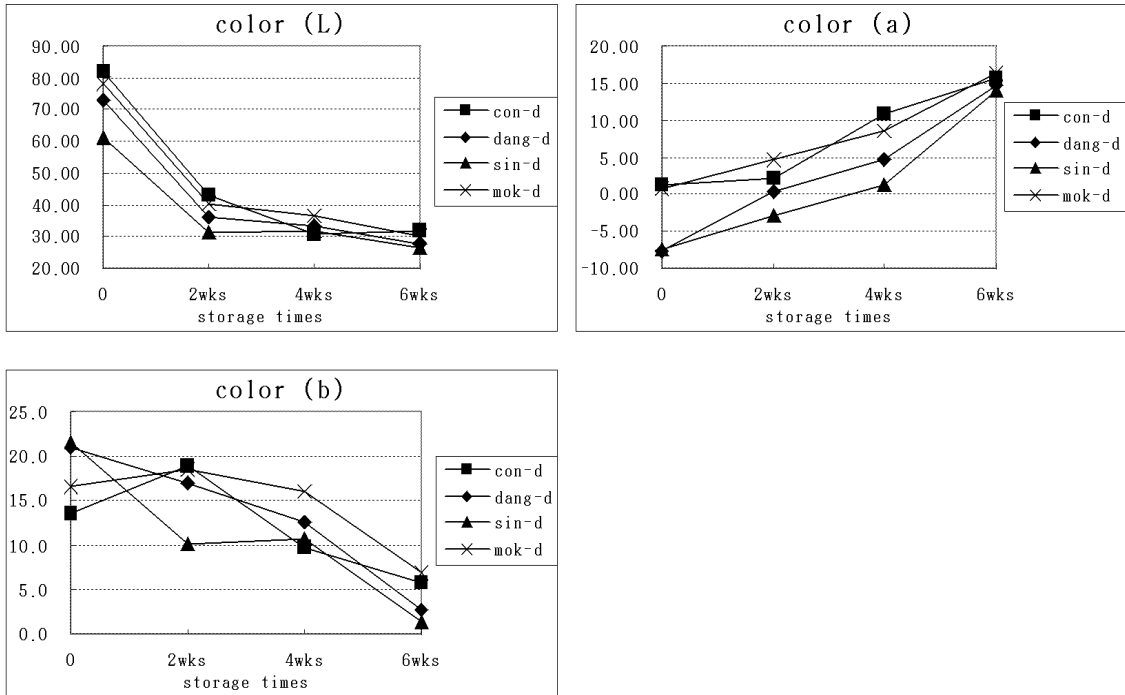 color (L)
90.00
80.00
70.00
60.00
50.00
40.00
30.00
20.00
0 2wks 4wks 6wks
storage times
con-d
dang-d
sin-d
mok-d
color (a)
20.00
15.00
10.00
5.00
0.00
-5.00
-10.00
0 2wks 4wks 6wks
storage times
con-d
dang-d
sin-d
mok-d
color (b)
25.0
20.0
15.0
10.0
5.0
0.0
0 2wks 4wks 6wks
storage times
con-d
dang-d
sin-d
mok-d